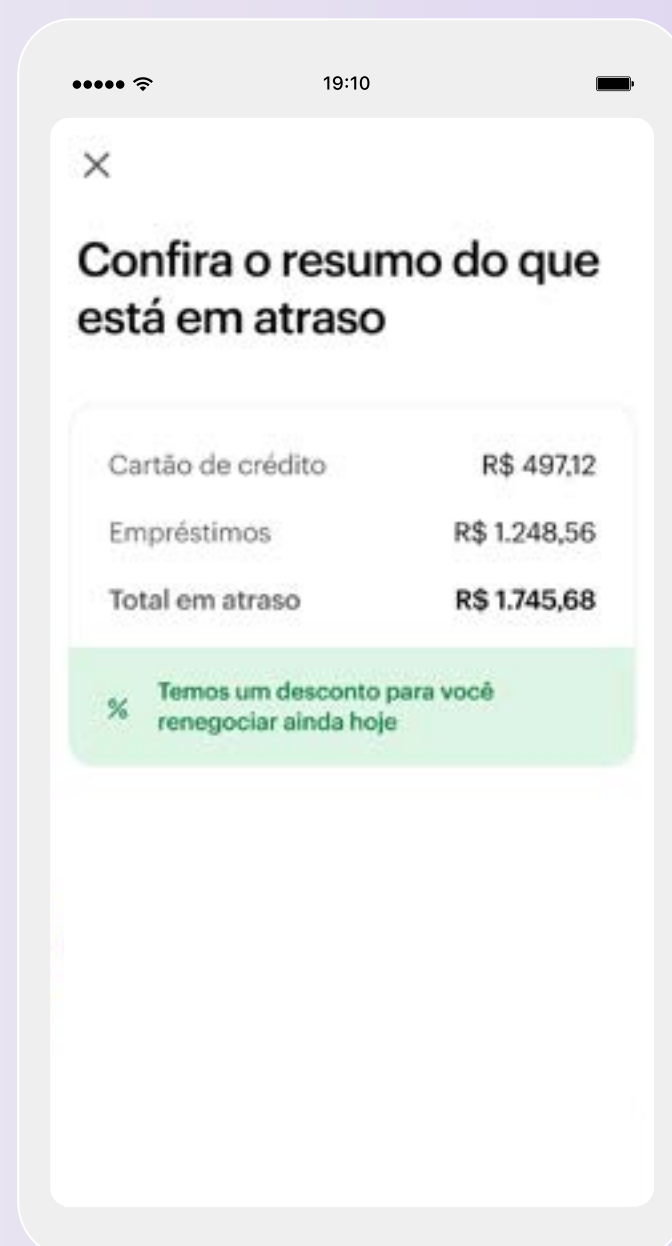 19:10
Confira o resumo do que
está em atraso
Cartão de crédito R$ 497,12
Empréstimos R$ 1.248,56
Total em atraso R$ 1.745,68
% Temos um desconto para você
renegociar ainda hoje